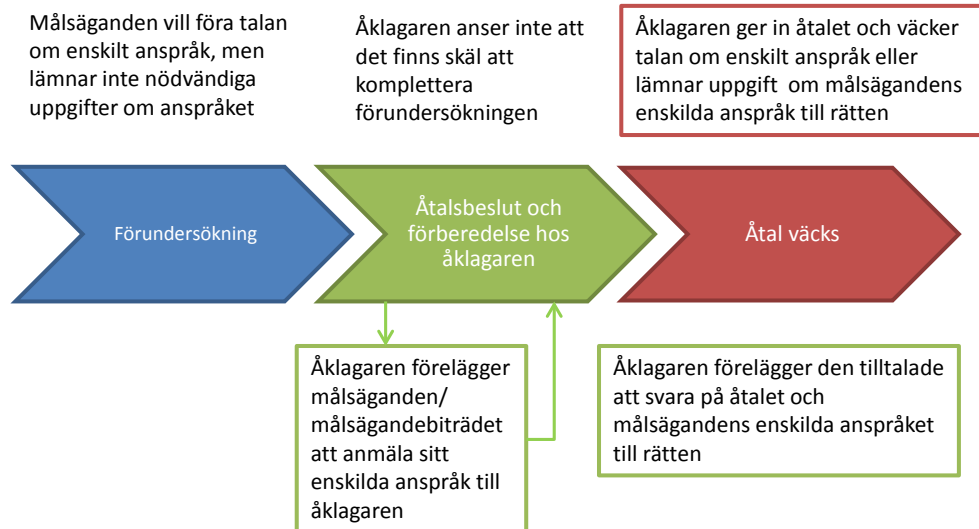 Målsäganden vill föra talan
om enskilt anspråk, men
lämnar inte nödvändiga
uppgifter om anspråket
Åklagaren anser inte att
det finns skäl att
komplettera
förundersökningen
Åklagaren ger in åtalet och väcker
talan om enskilt anspråk eller
lämnar uppgift om målsägandens
enskilda anspråk till rätten
Förundersökning
Åtalsbeslut och
förberedelse hos
åklagaren
Åtal väcks
Åklagaren förelägger
målsäganden/
målsägandebiträdet
att anmäla sitt
enskilda anspråk till
åklagaren
Åklagaren förelägger den tilltalade
att svara på åtalet och
målsägandens enskilda anspråket
till rätten